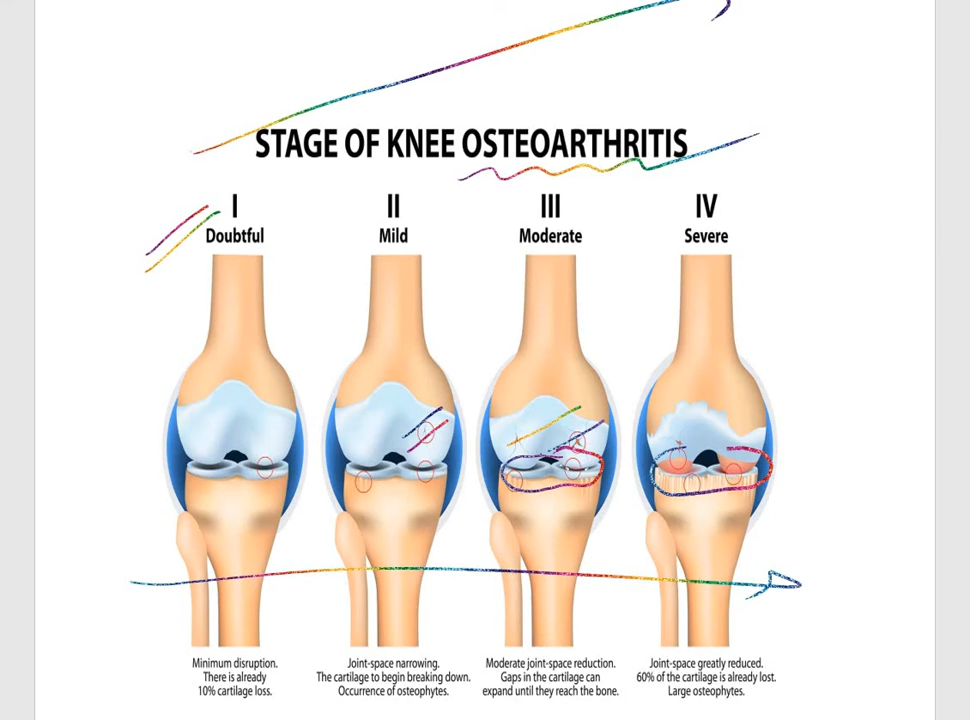 STAGE OF KNEE OSTEOARTHRITIS
I
Doubtful
II
Mild
III
Moderate
IV
Severe
Minimum disruption.
There is already
10% cartilage loss.
Joint-space narrowing.
The cartilage to begin breaking down.
Occurrence of osteophytes.
Moderate joint-space reduction.
Gaps in the cartilage can
expand until they reach the bone.
Joint-space greatly reduced.
60% of the cartilage is already lost.
Large osteophytes.